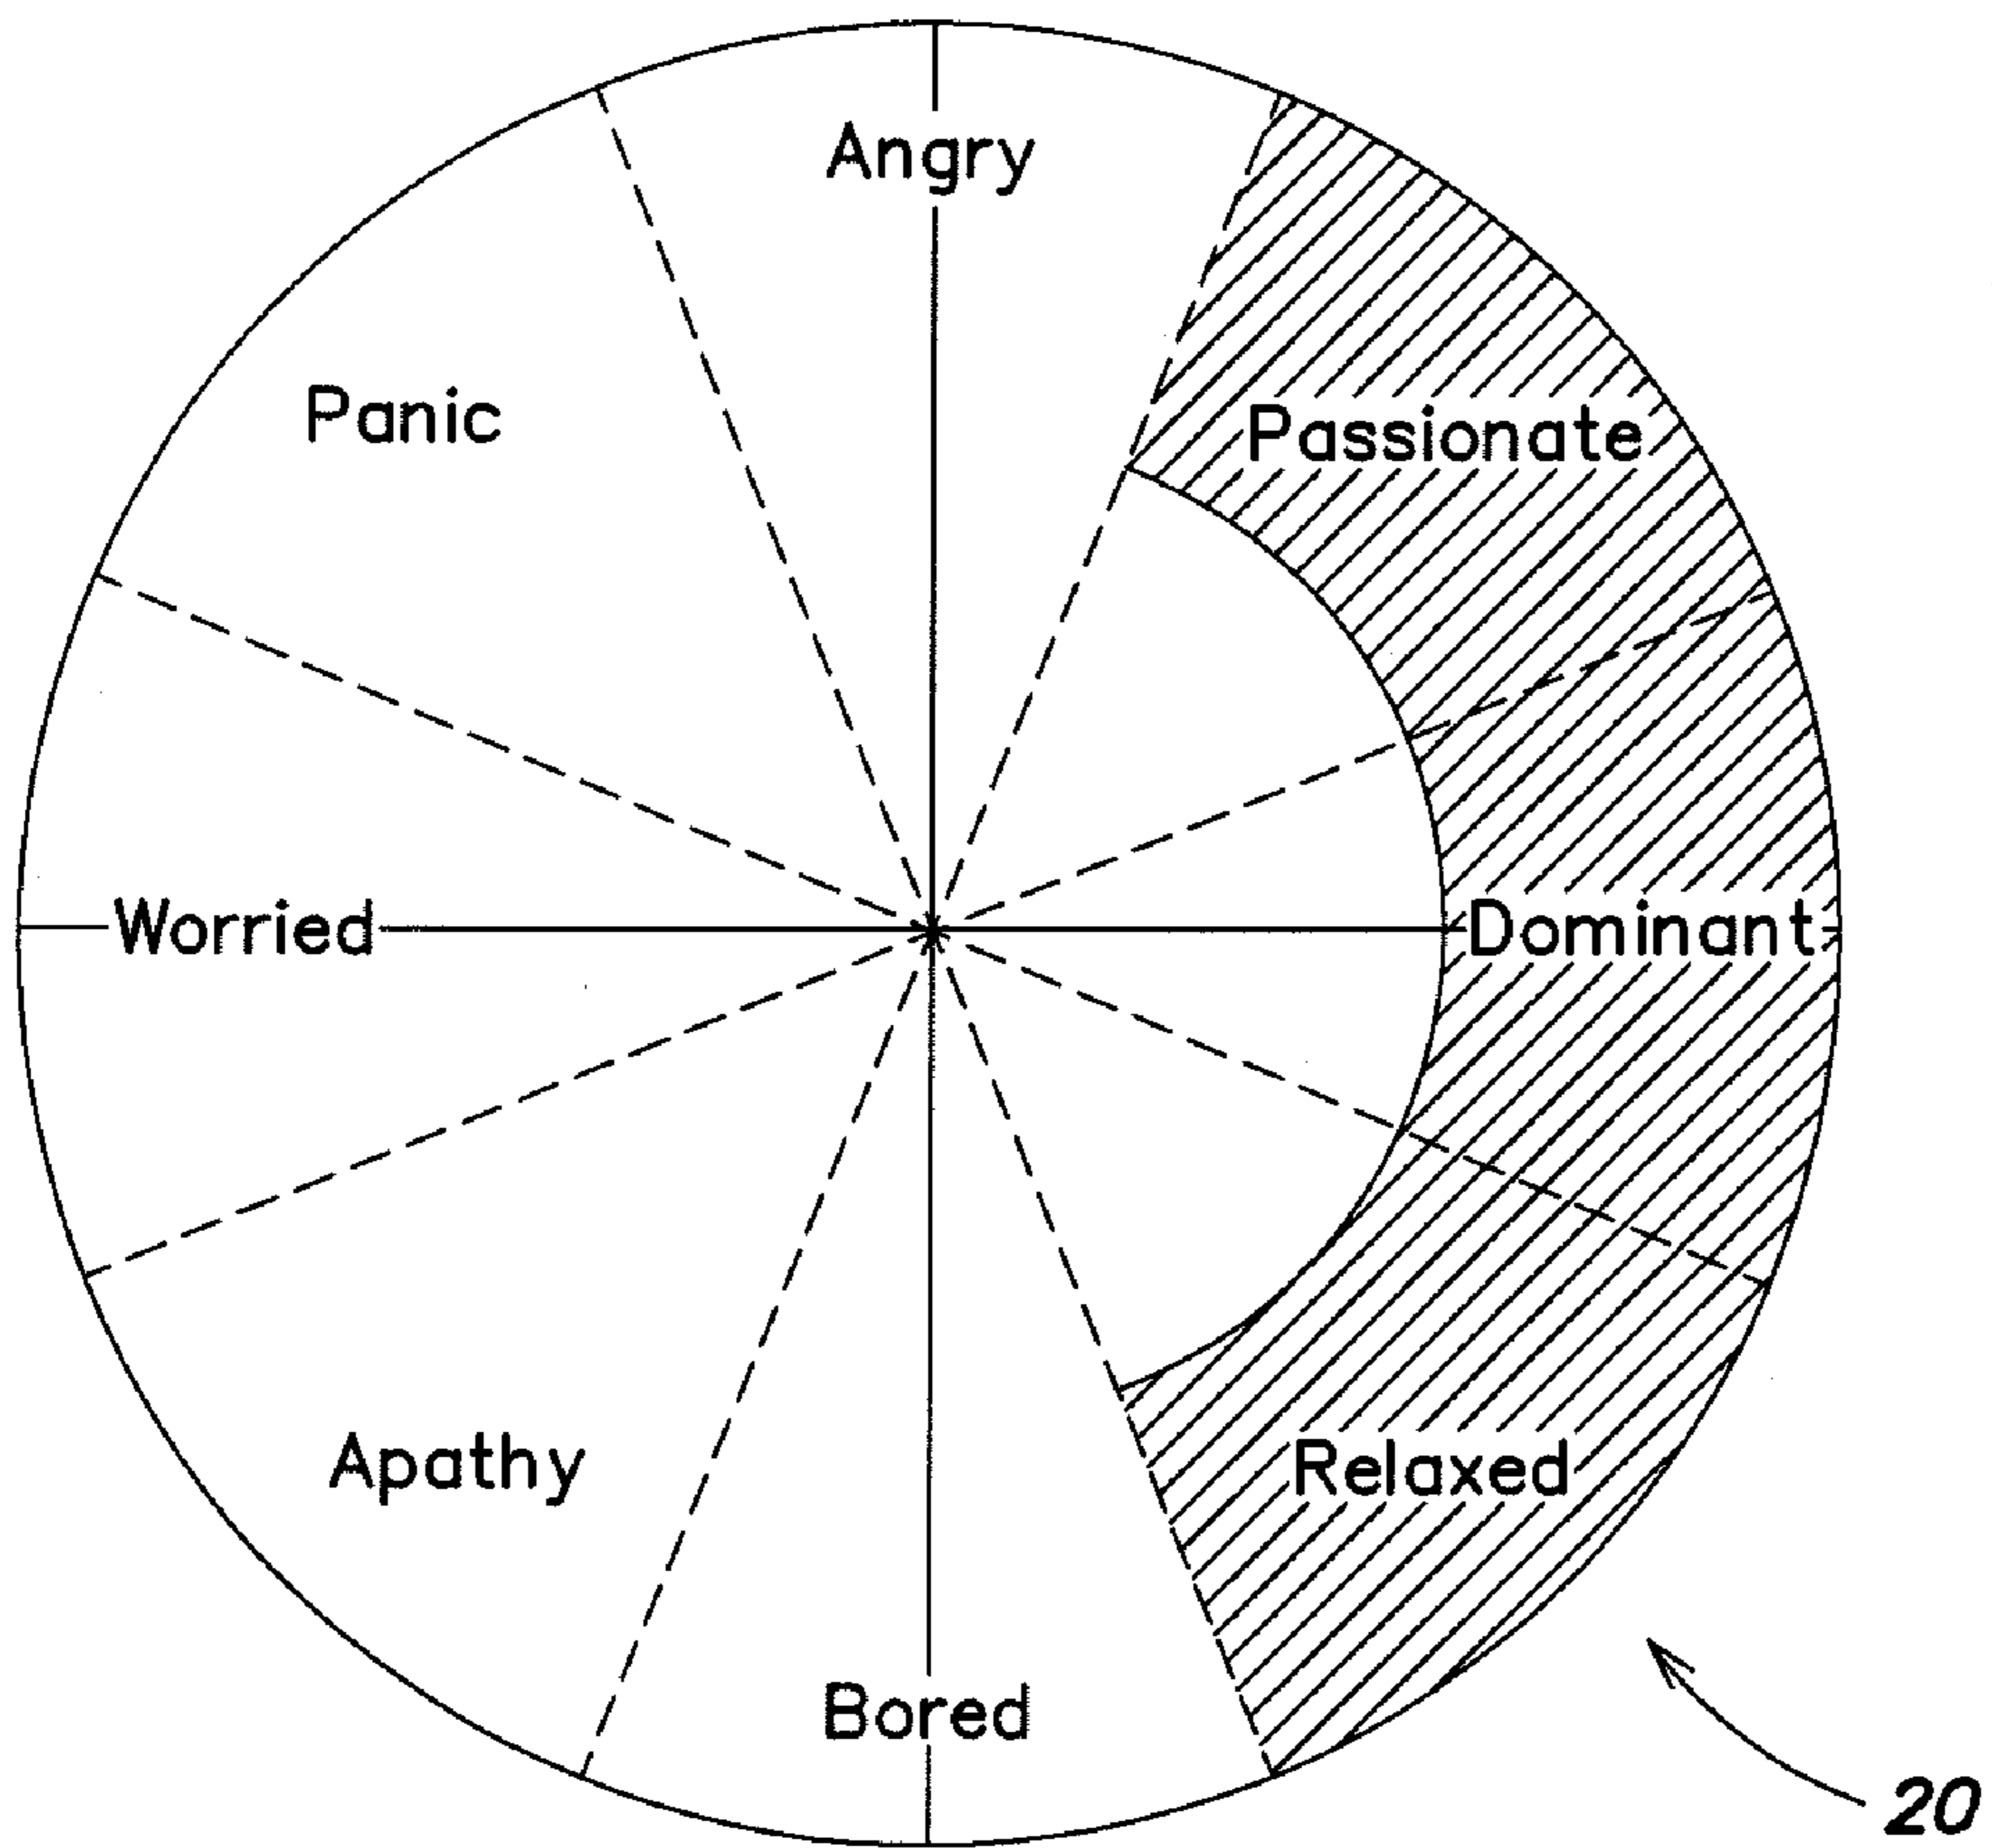 Angry
Panic
Passionate
Worried
Dominant
Apathy
Relaxed
Bored
20